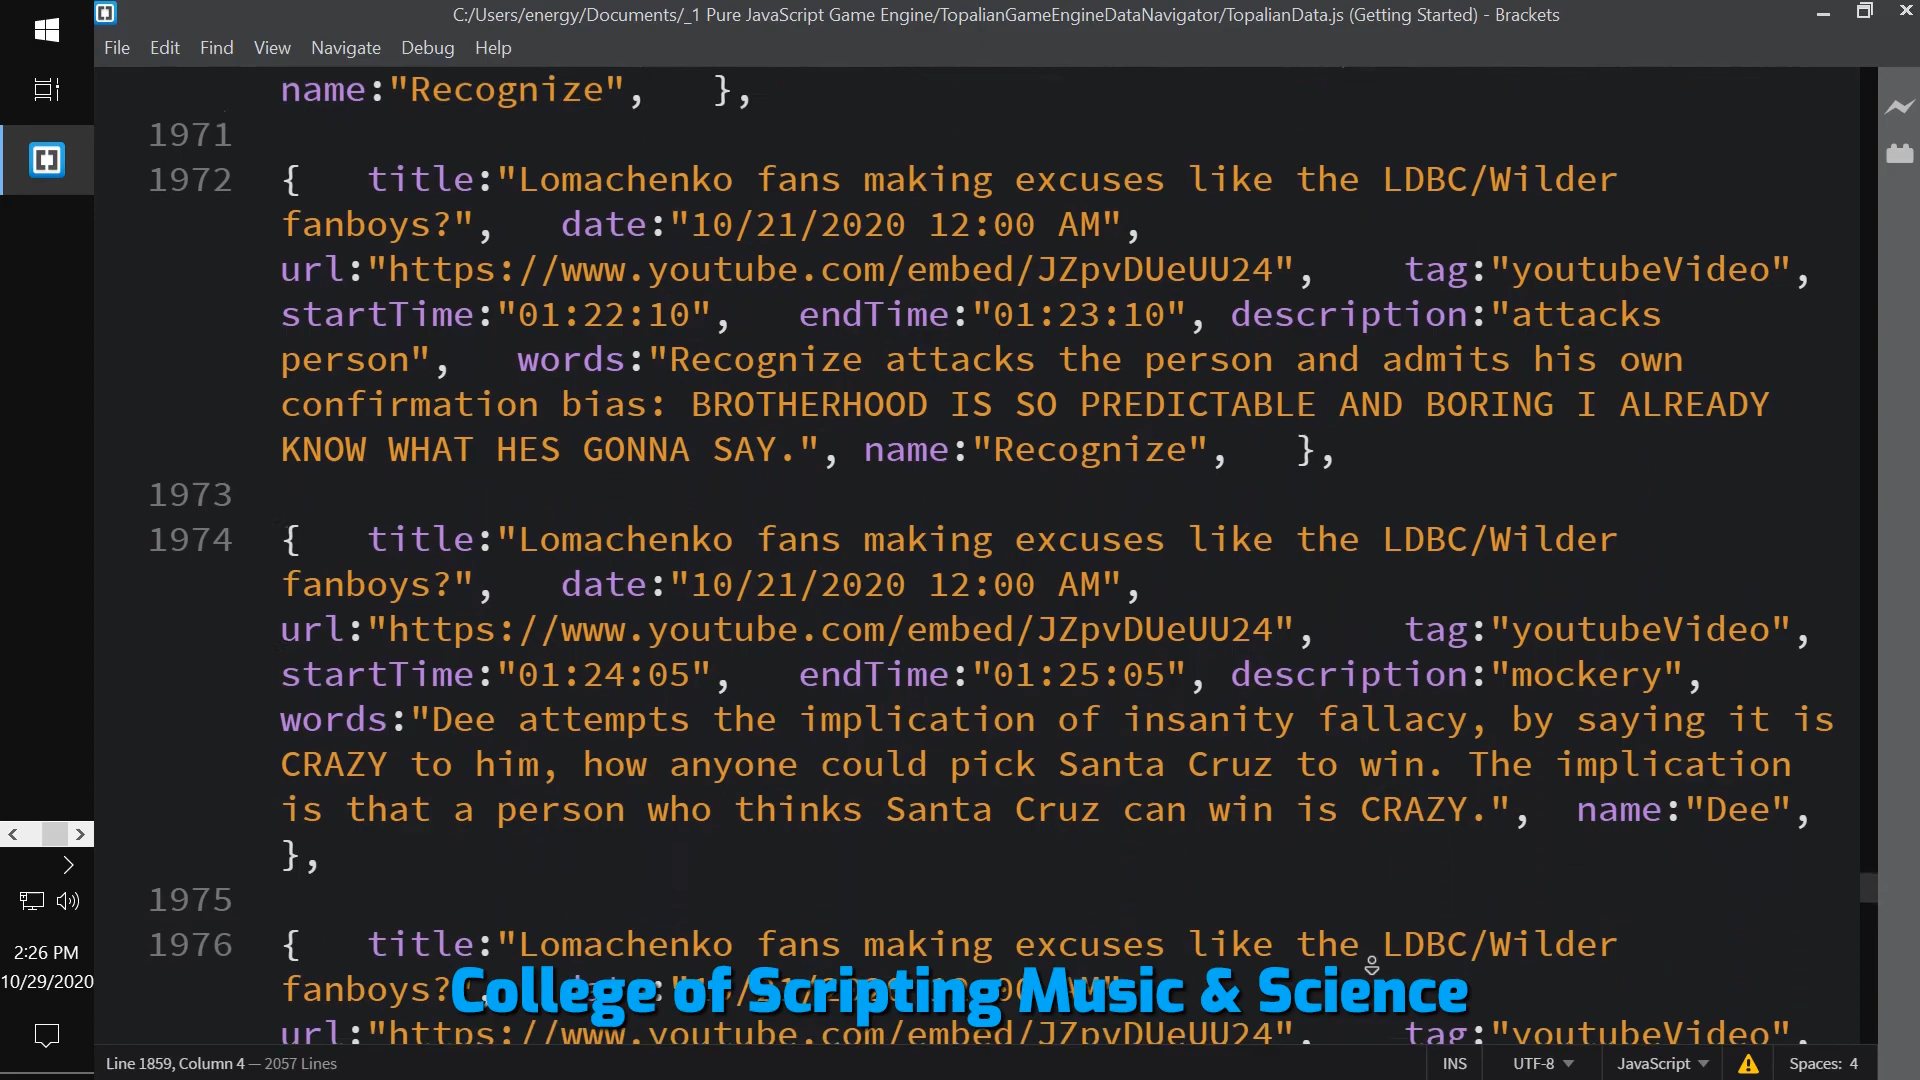 C:/Users/energy/Documents/_1 Pure JavaScript Game Engine/TopalianGameEngineDataNavigator/TopalianData.js (Getting Started) - Brackets
File Edit Find View Navigate Debug Help
name:"Recognize", },
1971
1972 { title:"Lomachenko fans making excuses like the LDBC/Wilder
fanboys?", date:"10/21/2020 12:00 AM",
url:"https://www.youtube.com/embed/JZpvDUeUU24", tag:"youtubeVideo",
startTime:"01:22:10", endTime:"01:23:10", description:"attacks
person", words:"Recognize attacks the person and admits his own
confirmation bias: BROTHERHOOD IS SO PREDICTABLE AND BORING I ALREADY
KNOW WHAT HES GONNA SAY.", name:"Recognize", },
1973
1974 { title:"Lomachenko fans making excuses like the LDBC/Wilder
fanboys?", date:"10/21/2020 12:00 AM",
url:"https://www.youtube.com/embed/JZpvDUeUU24", tag:"youtubeVideo",
startTime:"01:24:05", endTime:"01:25:05", description:"mockery",
words:"Dee attempts the implication of insanity fallacy, by saying it is
CRAZY to him, how anyone could pick Santa Cruz to win. The implication
is that a person who thinks Santa Cruz can win is CRAZY.", name:"Dee",
},
1975
1976 { title:"Lomachenko fans making excuses like the LDBC/Wilder
fanboys?",
College of Scripting Music & Science
url:"https://www.youtube.com/embed/JZpvDUeUU24", tag:"youtubeVideo",
2:26 PM
10/29/2020
Line 1859, Column 4 — 2057 Lines
INS UTF-8 JavaScript Spaces: 4